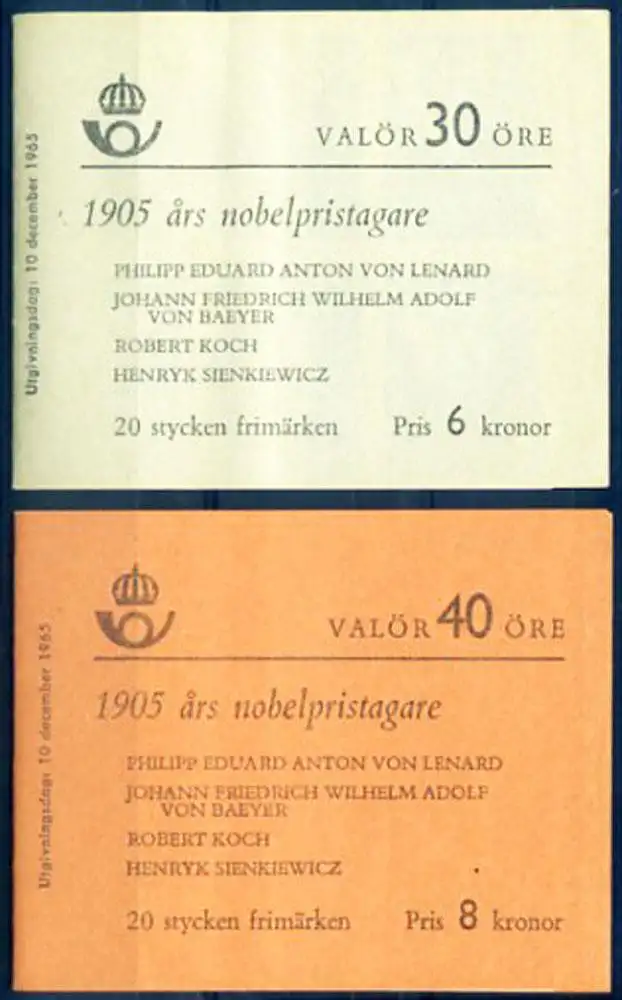 Utgivningsdag: 10 december 1965
VALÖR 30 ÖRE
1905 års nobelpristagare
PHILIPP EDUARD ANTON VON LENARD
JOHANN FRIEDRICH WILHELM ADOLF
VON BAEYER
ROBERT KOCH
HENRYK SIENKIEWICZ
20 stycken frimärken Pris 6 kronor
Utgivningsdag: 10 december 1965
VALÖR 40 ÖRE
1905 års nobelpristagare
PHILIPP EDUARD ANTON VON LENARD
JOHANN FRIEDRICH WILHELM ADOLF
VON BAEYER
ROBERT KOCH
HENRYK SIENKIEWICZ
20 stycken frimärken Pris 8 kronor